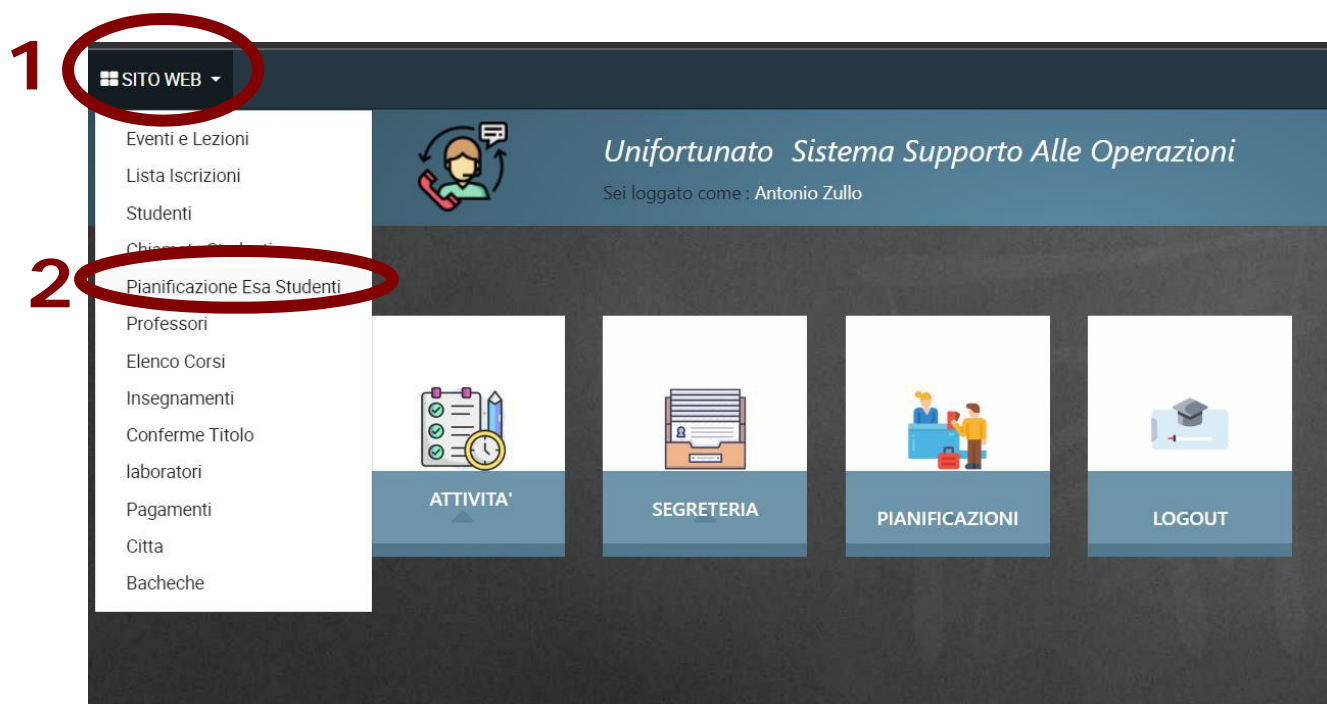 1
SITO WEB
Eventi e Lezioni
Lista Iscrizioni
Studenti
2
Pianificazione Esa Studenti
Professori
Elenco Corsi
Insegnamenti
Conferme Titolo
laboratori
Pagamenti
Citta
Bacheche
Unifortunato Sistema Supporto Alle Operazioni
Sei loggato come : Antonio Zullo
ATTIVITA'
SEGRETERIA
PIANIFICAZIONI
LOGOUT